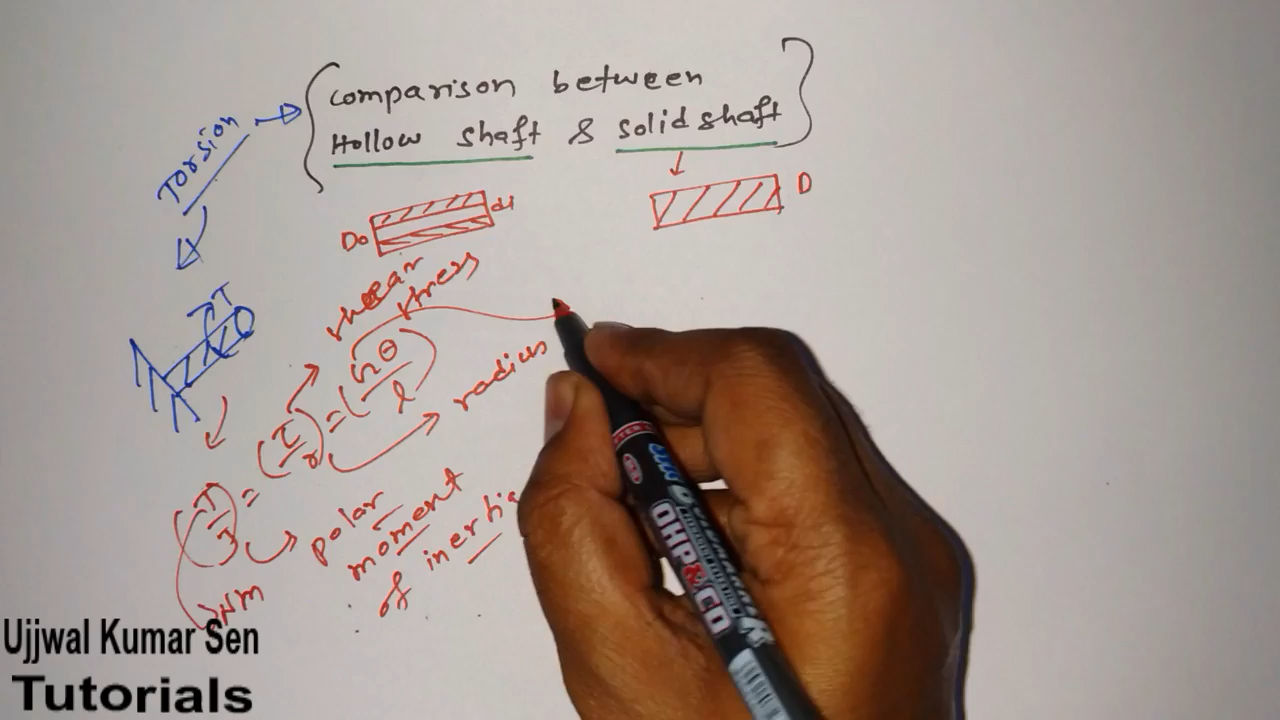 comparison between
Hollow shaft & solid shaft
Torsion
Do
di
D
shear
stress
T
(T/J) = (τ/r) = (Gθ/l)
radius
polar
moment
of inertia
NM
OHP & CD
Ujjwal Kumar Sen
Tutorials